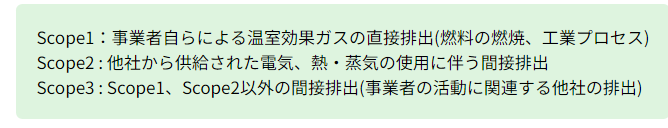 Scope1：事業者自らによる温室効果ガスの直接排出(燃料の燃焼、工業プロセス)
Scope2 : 他社から供給された電気、熱・蒸気の使用に伴う間接排出
Scope3 : Scope1、Scope2以外の間接排出(事業者の活動に関連する他社の排出)